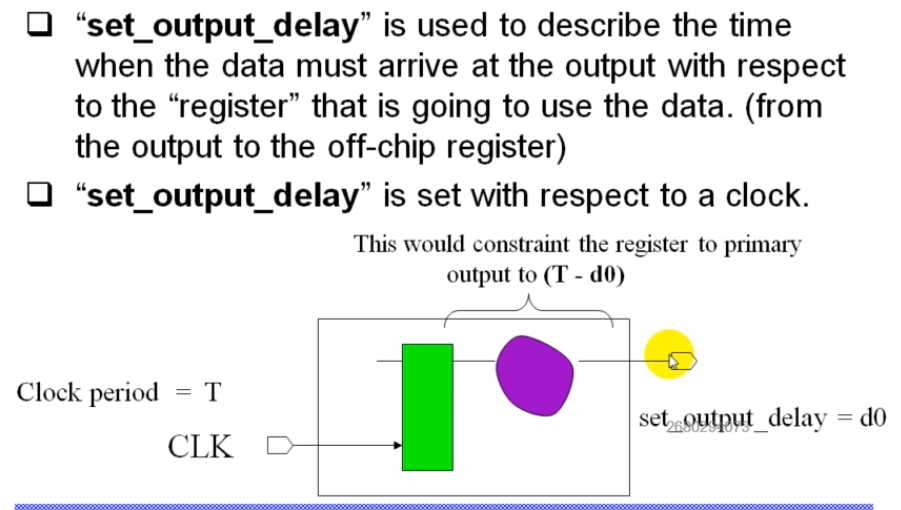 ❑ “set_output_delay” is used to describe the time
when the data must arrive at the output with respect
to the “register” that is going to use the data. (from
the output to the off-chip register)
❑ “set_output_delay” is set with respect to a clock.
This would constraint the register to primary
output to (T - d0)
Clock period = T
set_output_delay = d0
2680294073
CLK